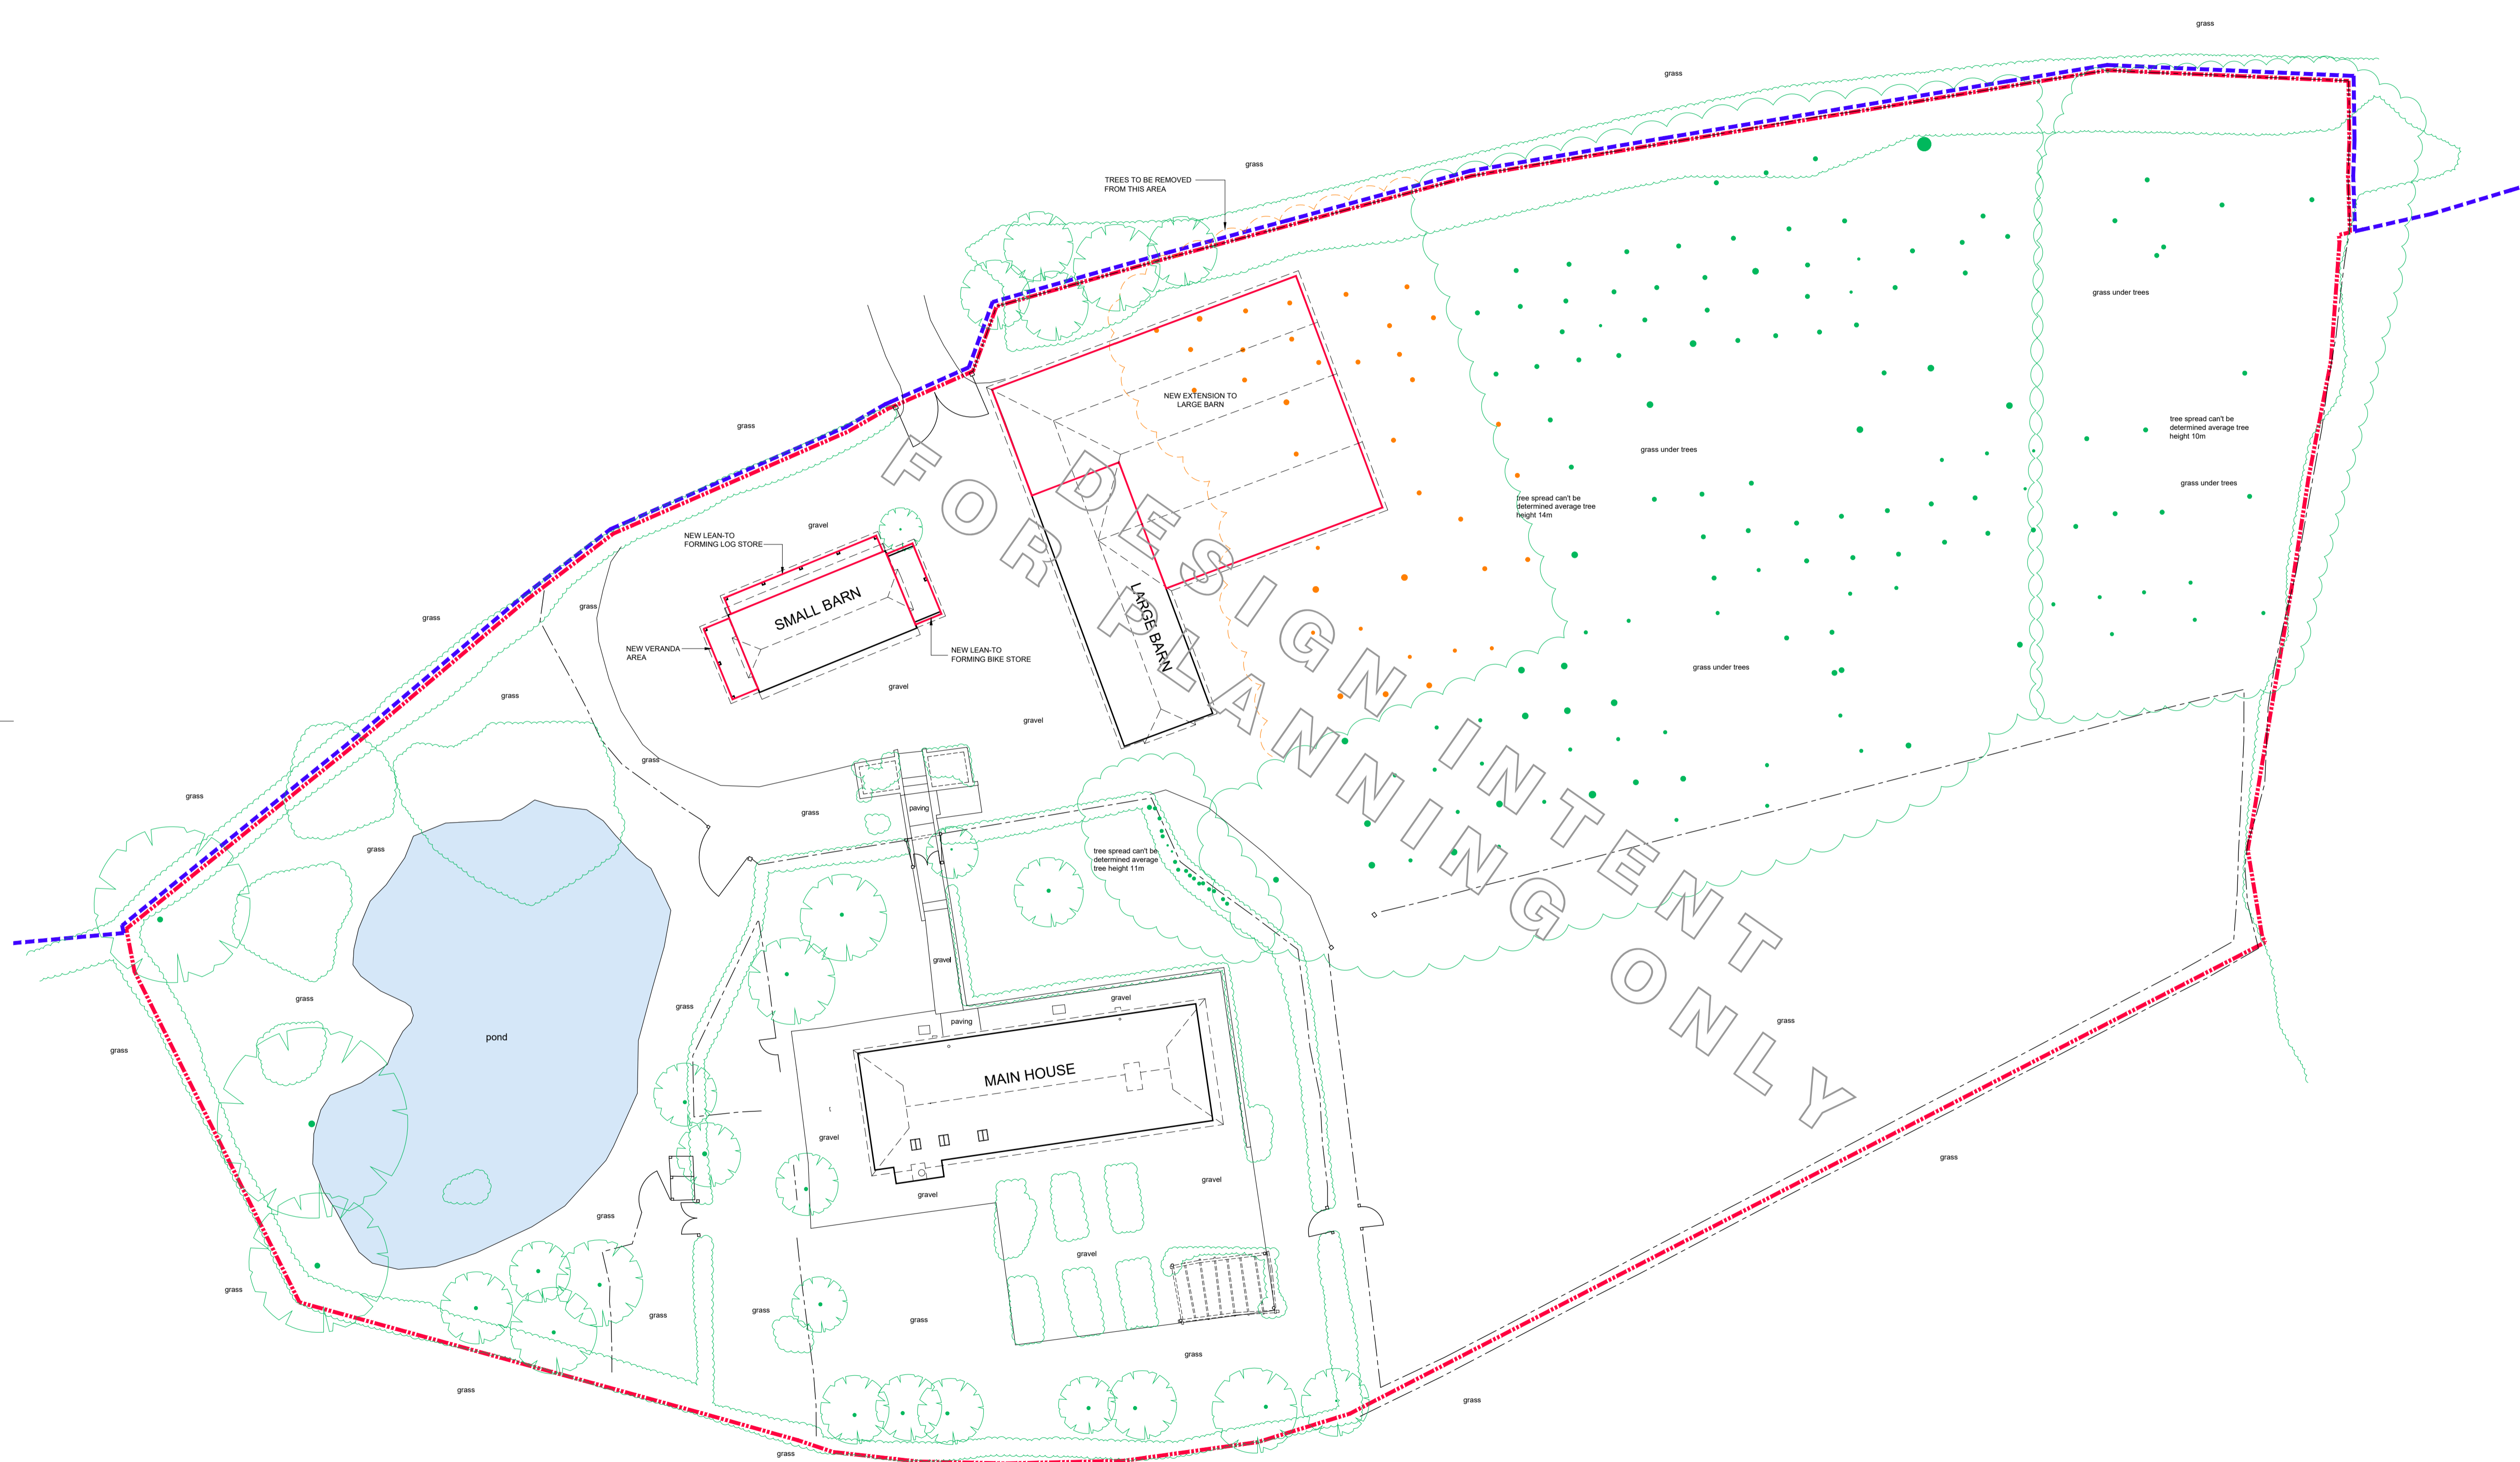 grass
grass
grass
TREES TO BE REMOVED
FROM THIS AREA
grass under trees
NEW EXTENSION TO
LARGE BARN
grass
tree spread can't be
determined average tree
height 10m
grass under trees
grass under trees
tree spread can't be
determined average tree
height 14m
gravel
NEW LEAN-TO
FORMING LOG STORE
SMALL BARN
LARGE BARN
grass
grass
NEW VERANDA
AREA
NEW LEAN-TO
FORMING BIKE STORE
grass under trees
gravel
grass
gravel
grass
grass
paving
grass
grass
tree spread can't be
determined average
tree height 11m
gravel
grass
gravel
grass
paving
grass
pond
grass
MAIN HOUSE
gravel
grass
gravel
gravel
grass
gravel
grass
grass
grass
grass
grass
grass
grass
grass
FOR PLANNING ONLY
DESIGN INTENT